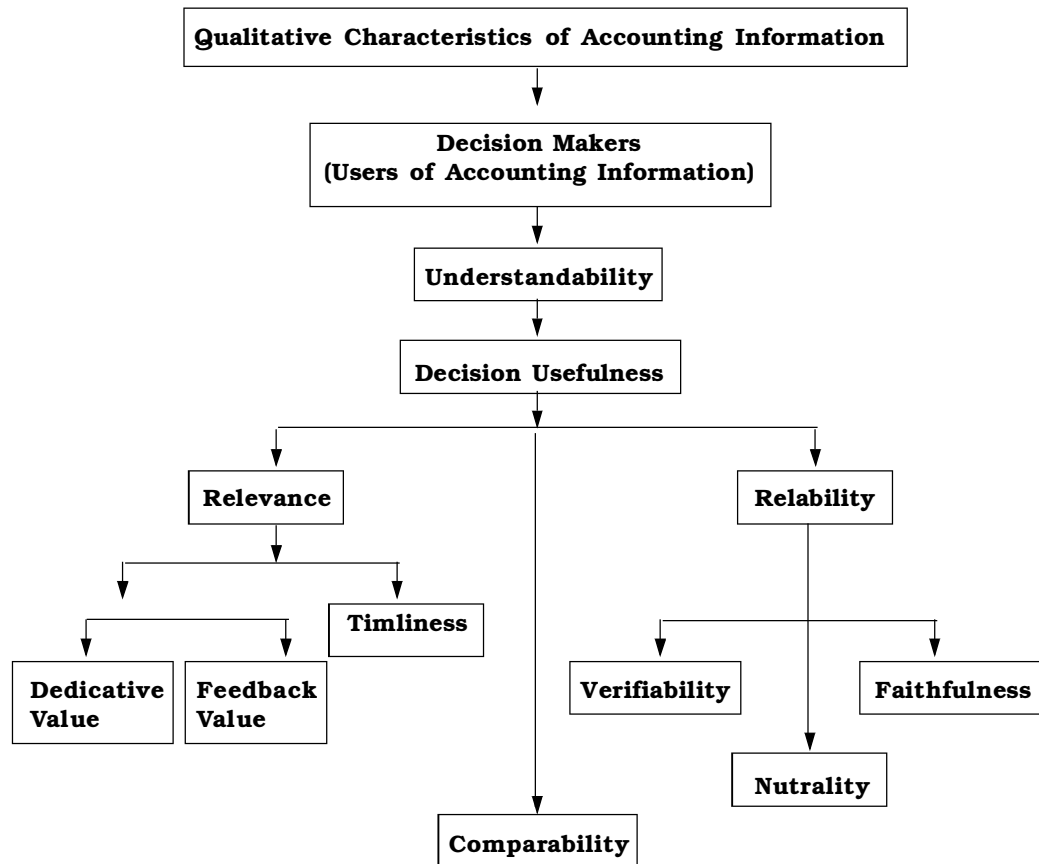 Qualitative Characteristics of Accounting Information
Decision Makers
(Users of Accounting Information)
Understandability
Decision Usefulness
Relevance
Relability
Timliness
Dedicative
Value
Feedback
Value
Verifiability
Faithfulness
Nutrality
Comparability